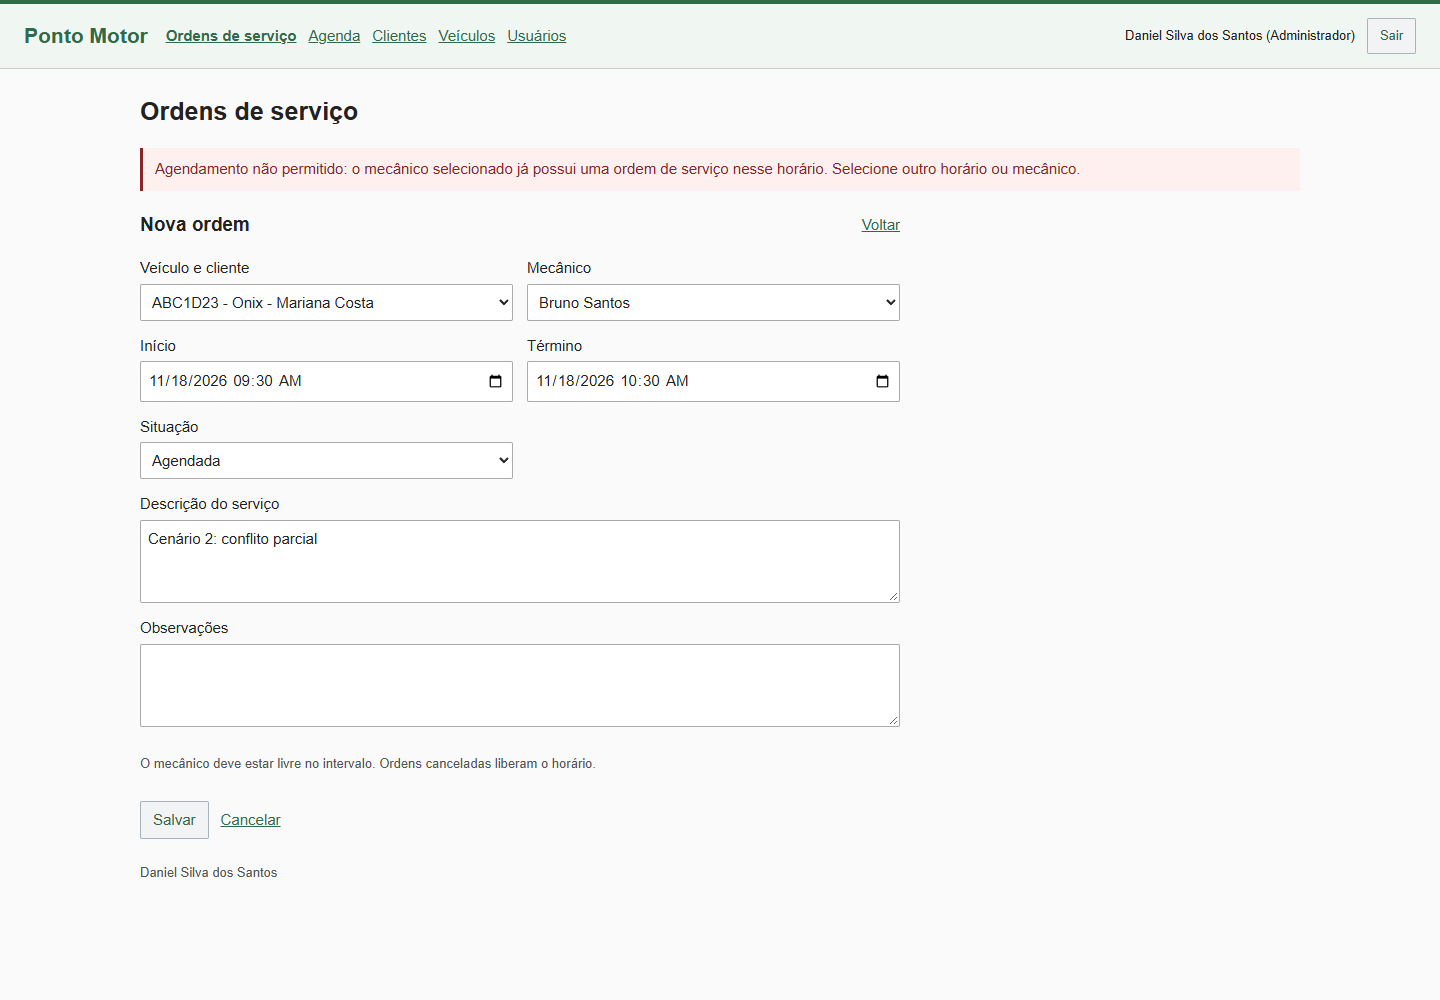 Ponto Motor Ordens de serviço Agenda Clientes Veículos Usuários Daniel Silva dos Santos (Administrador) Sair
Ordens de serviço
Agendamento não permitido: o mecânico selecionado já possui uma ordem de serviço nesse horário. Selecione outro horário ou mecânico.
Nova ordem Voltar
Veículo e cliente Mecânico
ABC1D23 - Onix - Mariana Costa Bruno Santos
Início Término
11/18/2026 09:30 AM 11/18/2026 10:30 AM
Situação
Agendada
Descrição do serviço
Cenário 2: conflito parcial
Observações
O mecânico deve estar livre no intervalo. Ordens canceladas liberam o horário.
Salvar Cancelar
Daniel Silva dos Santos